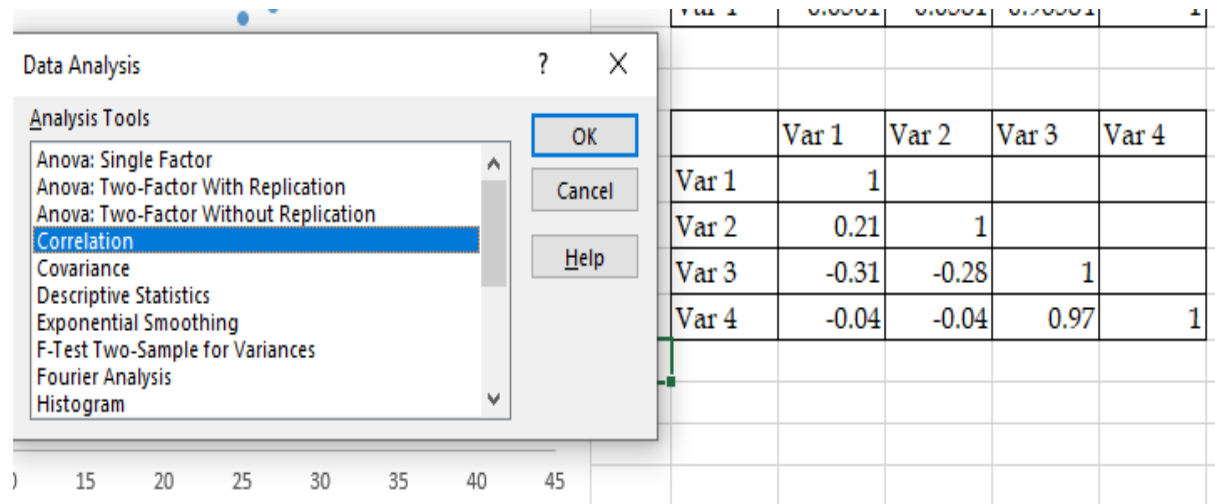 Data Analysis ? X
Analysis Tools
Anova: Single Factor
Anova: Two-Factor With Replication
Anova: Two-Factor Without Replication
Correlation
Covariance
Descriptive Statistics
Exponential Smoothing
F-Test Two-Sample for Variances
Fourier Analysis
Histogram
OK
Cancel
Help
15 20 25 30 35 40 45
Var 1 Var 2 Var 3 Var 4
Var 1 1
Var 2 0.21 1
Var 3 -0.31 -0.28 1
Var 4 -0.04 -0.04 0.97 1